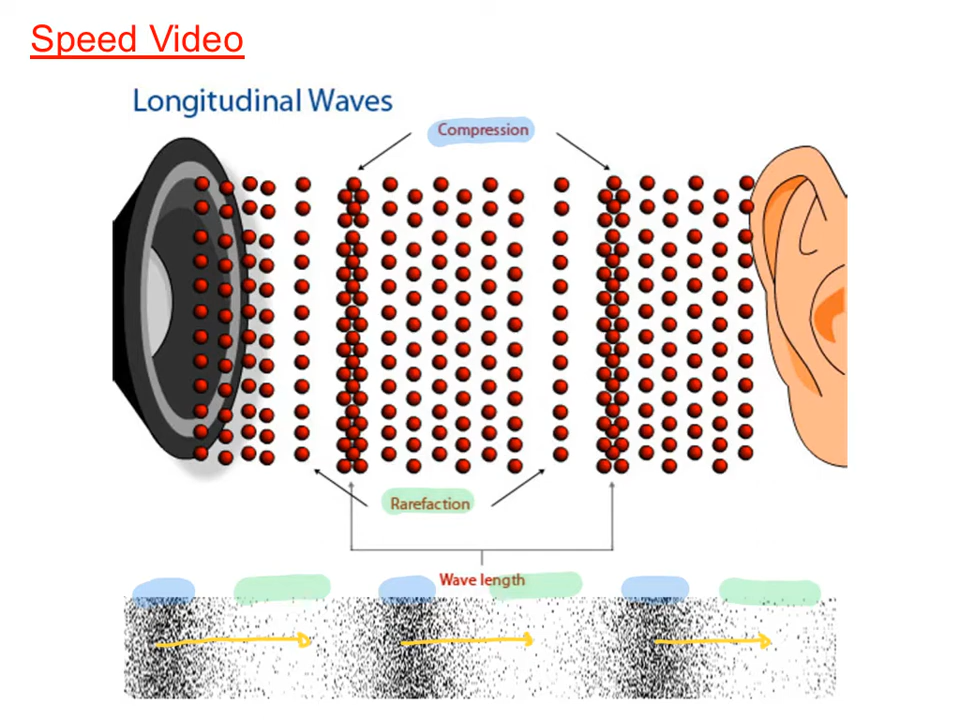 Speed Video
Longitudinal Waves
Compression
Rarefaction
Wave length